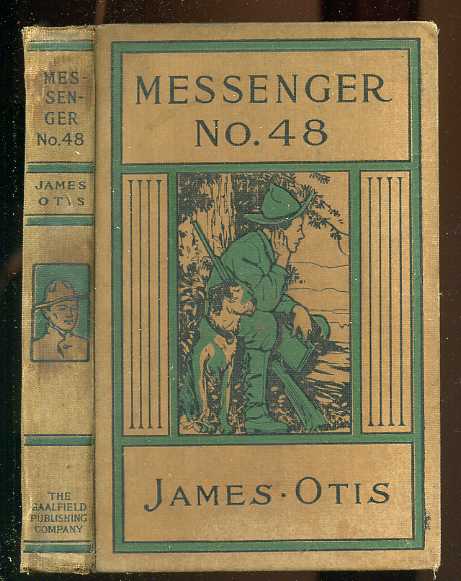 MES-
SEN-
GER
No.48
JAMES
OTIS
THE
SAALFIELD
PUBLISHING
COMPANY
MESSENGER
No.48
JAMES · OTIS